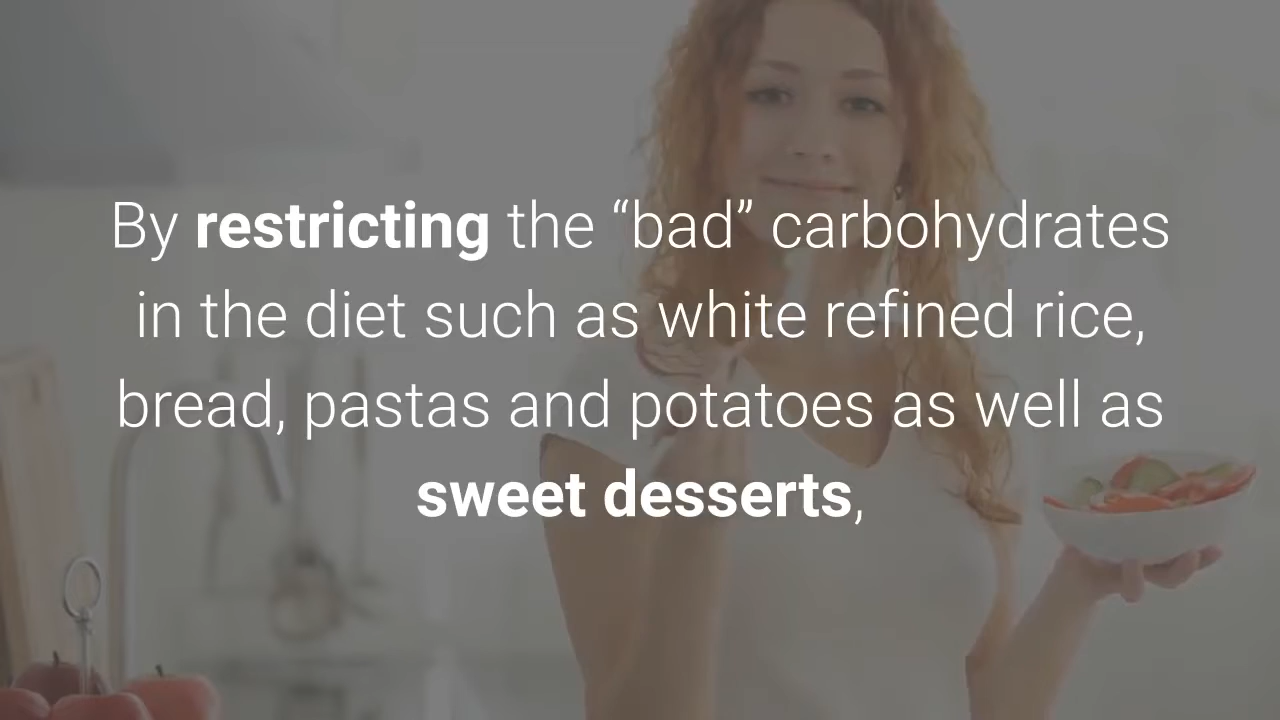 By restricting the “bad” carbohydrates
in the diet such as white refined rice,
bread, pastas and potatoes as well as
sweet desserts,